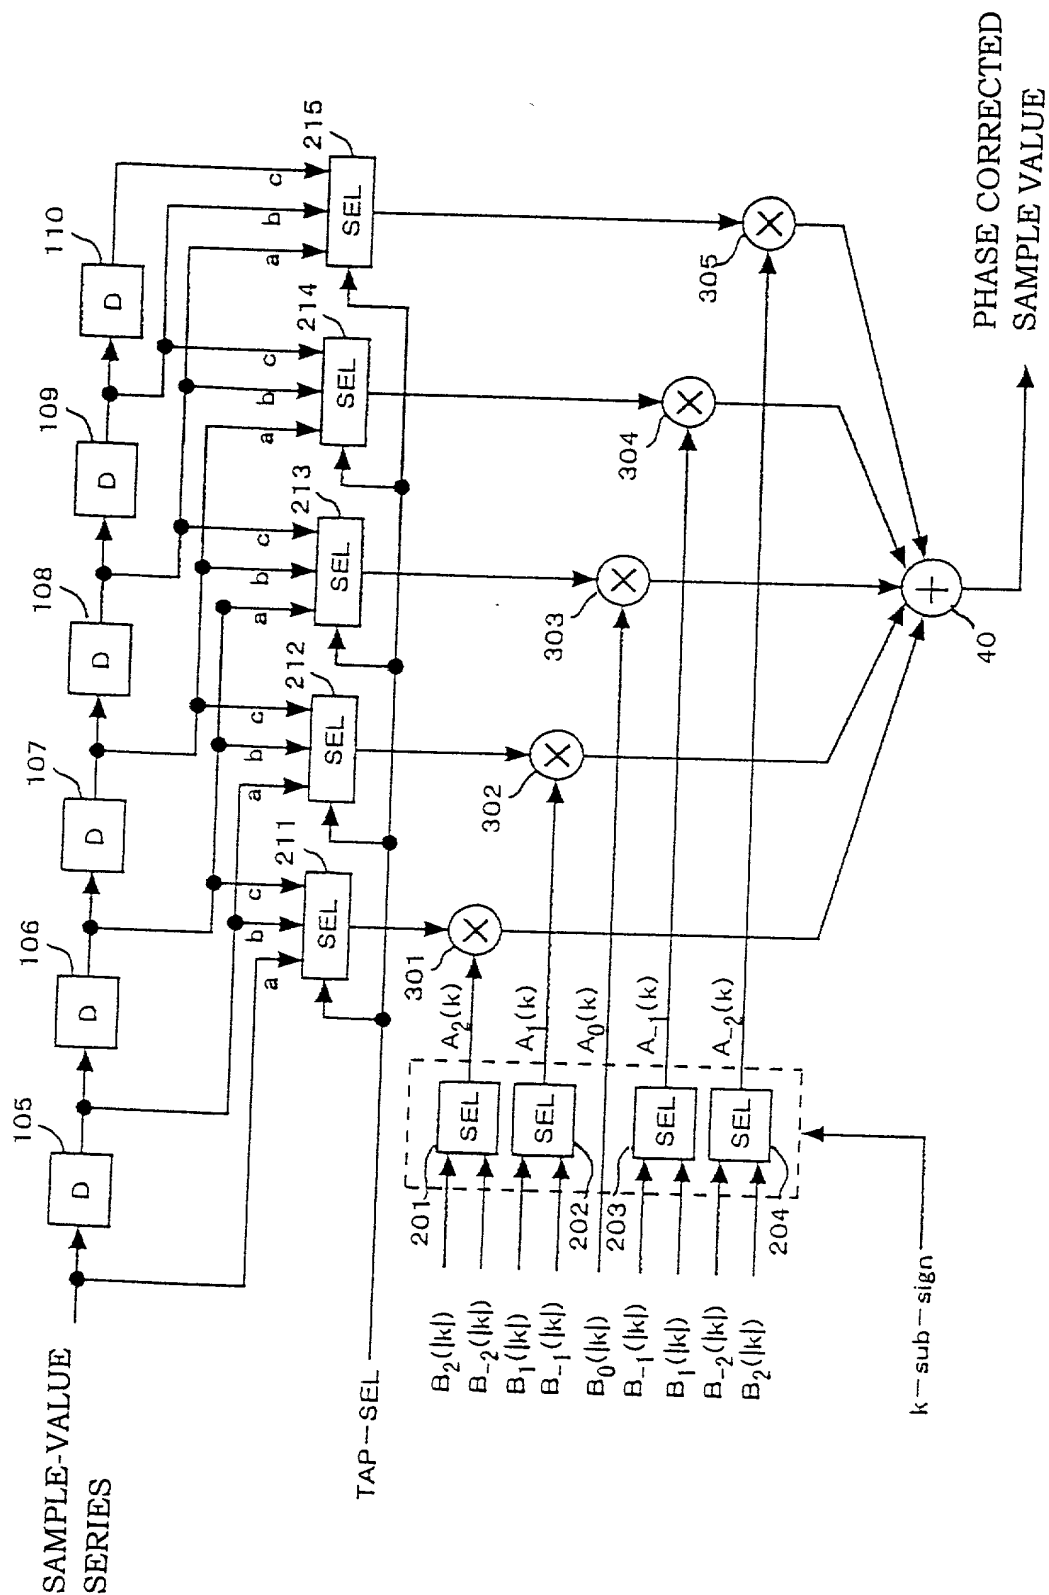 SAMPLE-VALUE
SERIES
105
106
107
108
109
110
D
D
D
D
D
D
a
b
c
a
b
c
a
b
c
a
b
c
a
b
c
211
212
213
214
215
SEL
SEL
SEL
SEL
SEL
TAP-SEL
301
302
303
304
305
201
202
203
204
SEL
SEL
SEL
SEL
B2(|k|)
B-2(|k|)
B1(|k|)
B-1(|k|)
B0(|k|)
B-1(|k|)
B1(|k|)
B-2(|k|)
B2(|k|)
A2(k)
A1(k)
A0(k)
A-1(k)
A-2(k)
k-sub-sign
40
PHASE CORRECTED
SAMPLE VALUE